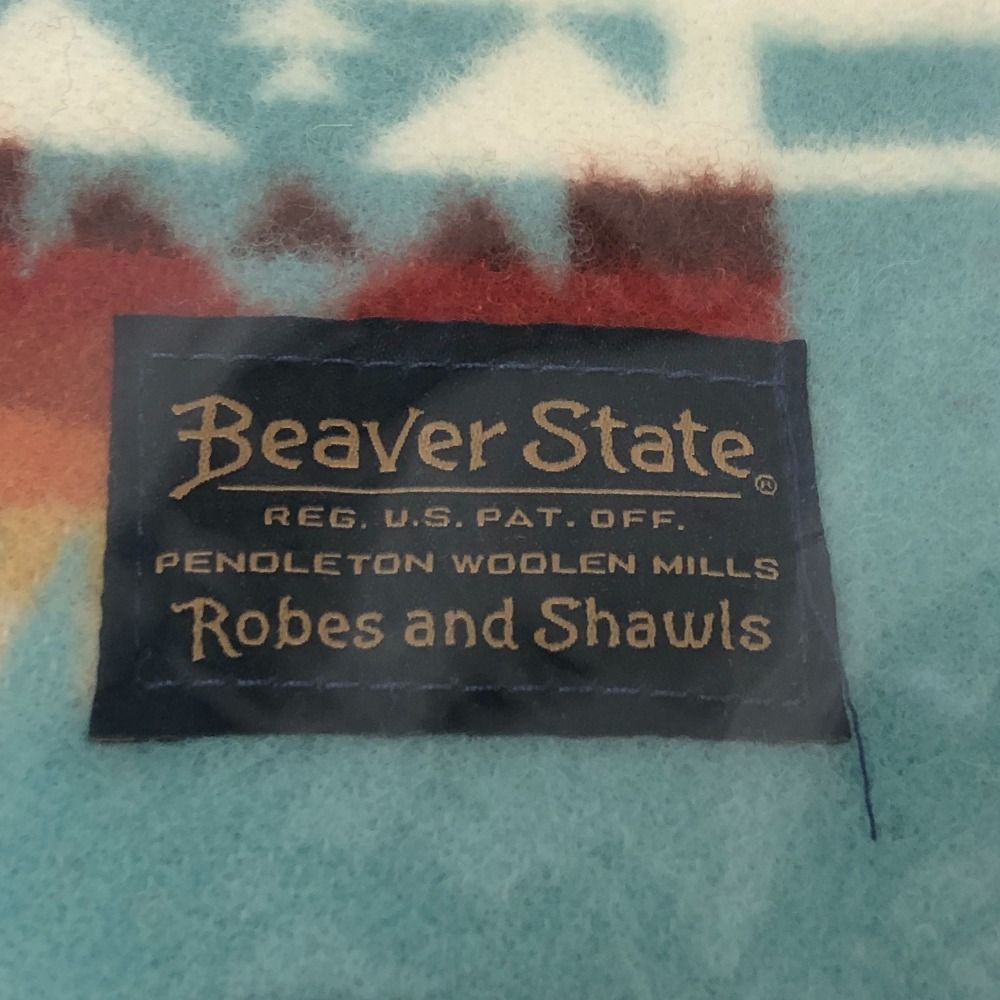 Beaver State®
REG. U.S. PAT. OFF.
PENDLETON WOOLEN MILLS
Robes and Shawls